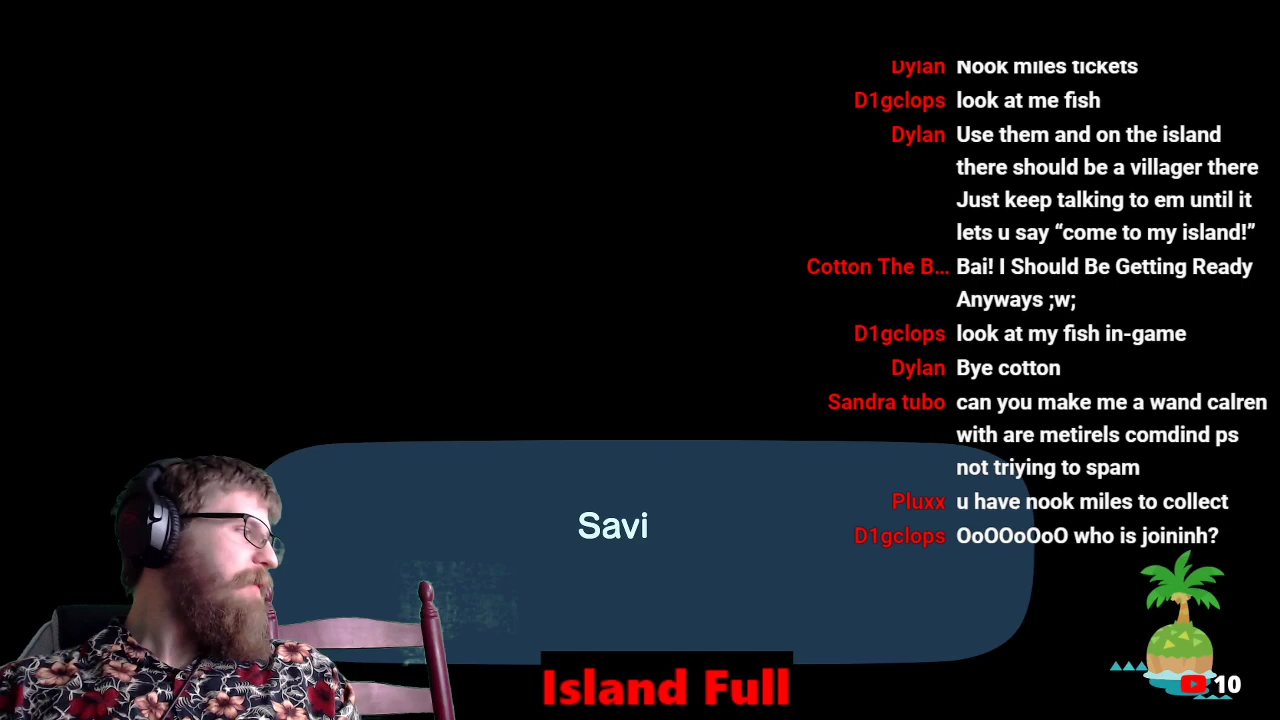 Dylan Nook miles tickets
D1gclops look at me fish
Dylan Use them and on the island
there should be a villager there
Just keep talking to em until it
lets u say “come to my island!”
Cotton The B... Bai! I Should Be Getting Ready
Anyways ;w;
D1gclops look at my fish in-game
Dylan Bye cotton
Sandra tubo can you make me a wand calren
with are metirels comdind ps
not triying to spam
Pluxx u have nook miles to collect
D1gclops OoOOoOoO who is joininh?
Savi
Island Full
10